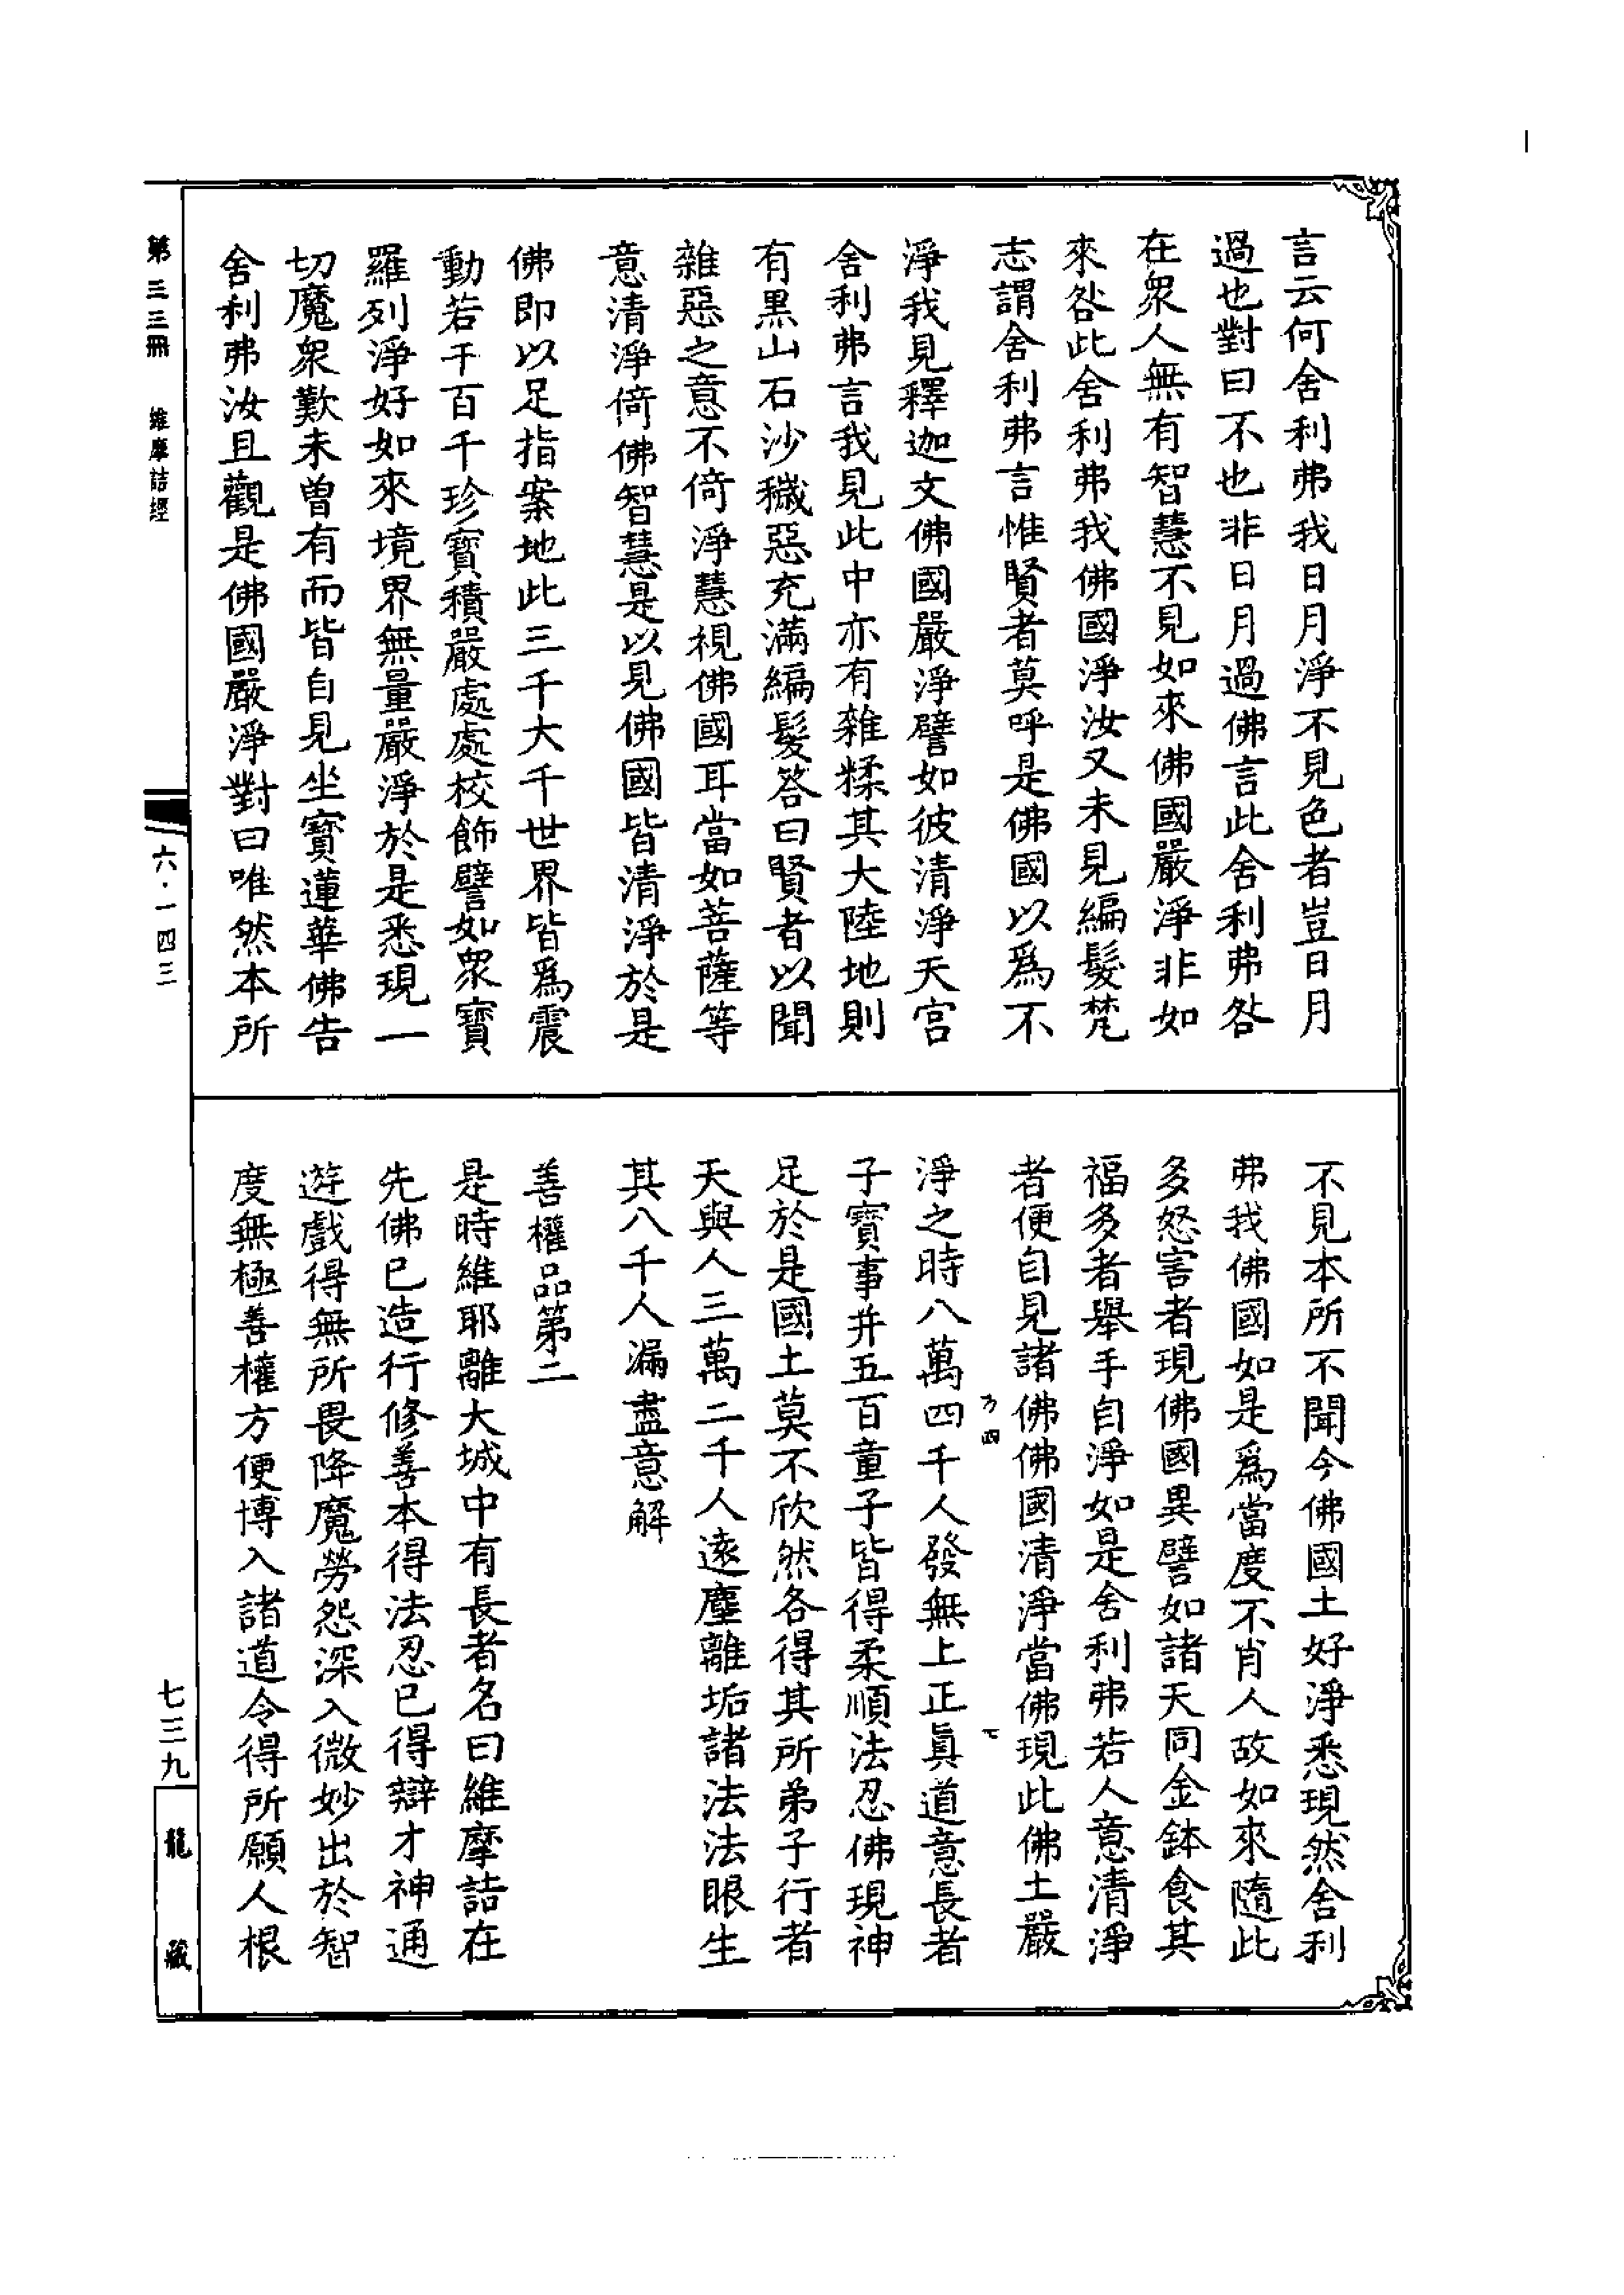 言云何舍利弗我日月淨不見色者豈日月
過也對曰不也非日月過佛言此舍利弗咎
在衆人無有智慧不見如來佛國嚴淨非如
來咎此舍利弗我佛國淨汝又未見編髮梵
志謂舍利弗言惟賢者莫呼是佛國以爲不
淨我見釋迦文佛國嚴淨譬如彼清淨天宮
舍利弗言我見此中亦有雜糅其大陸地則
有黑山石沙穢惡充滿編髮答曰賢者以聞
雜惡之意不倚淨慧視佛國耳當如菩薩等
意清淨倚佛智慧是以見佛國皆清淨於是
佛即以足指案地此三千大千世界皆爲震
動若干百千珍寶積嚴處處校飾譬如衆寶
羅列淨好如來境界無量嚴淨於是悉現一
切魔衆歎未曾有而皆自見坐寶蓮華佛告
舍利弗汝且觀是佛國嚴淨對曰唯然本所
不見本所不聞今佛國土好淨悉現然舍利
弗我佛國如是爲當度不肖人故如來隨此
多怒害者現佛國異譬如諸天同金鉢食其
福多者舉手自淨如是舍利弗若人意清淨
者便自見諸佛佛國清淨當佛現此佛土嚴
淨之時八萬四千人發無上正眞道意長者
子寶事并五百童子皆得柔順法忍佛現神
足於是國土莫不欣然各得其所弟子行者
天與人三萬二千人遠塵離垢諸法法眼生
其八千人漏盡意解
善權品第二
是時維耶離大城中有長者名曰維摩詰在
先佛已造行修善本得法忍已得辯才神通
遊戲得無所畏降魔勞怨深入微妙出於智
度無極善權方便博入諸道令得所願人根
第三三冊 維摩詰經
六·一四三
七三九
龍藏